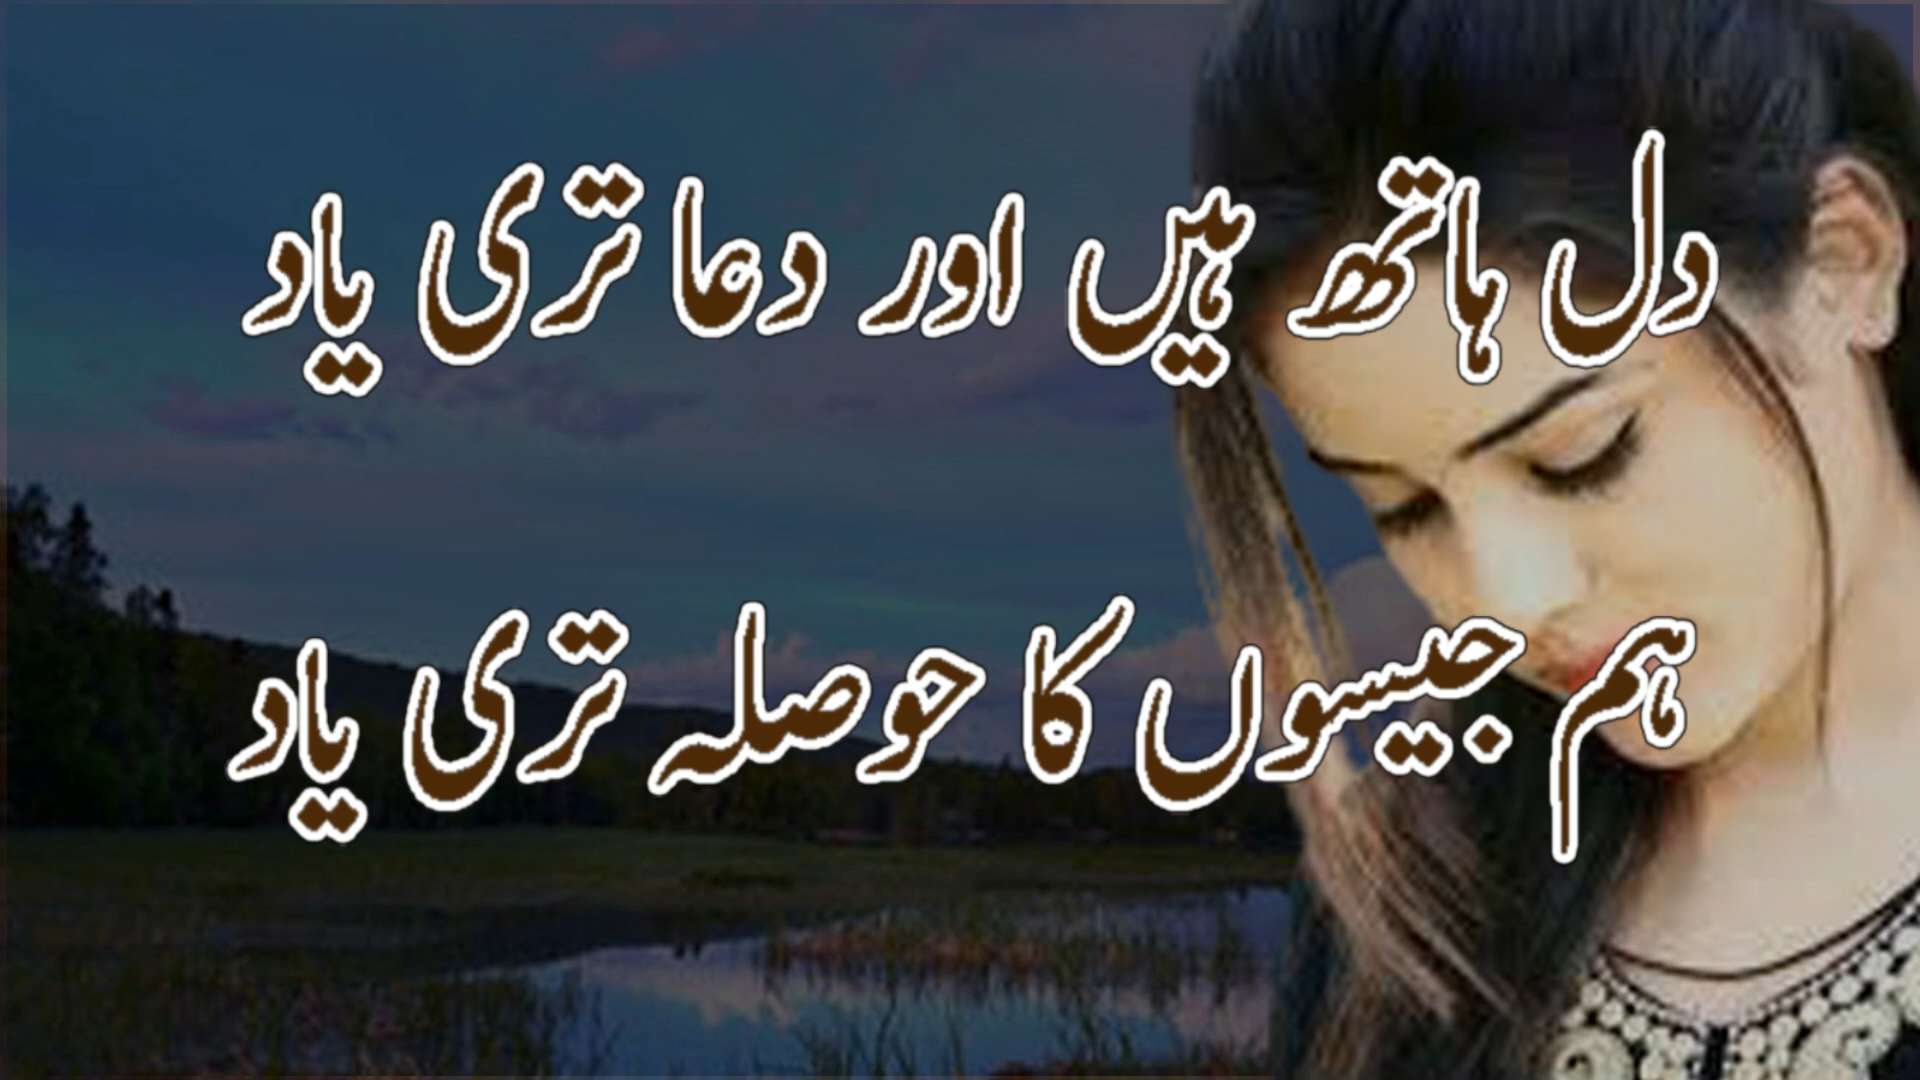 دل ہاتھ ہیں اور دعا تری یاد
ہم جیسوں کا حوصلہ تری یاد